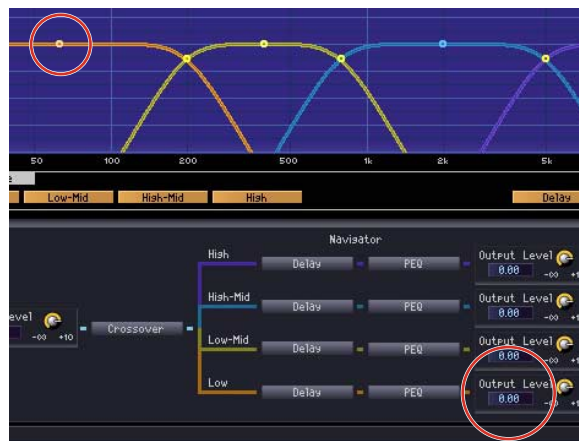 50 100 200 500 1k 2k 5k
Low-Mid High-Mid High Delay
Navigator
High Delay PEQ Output Level 0.00 -∞
High-Mid Delay PEQ Output Level 0.00 -∞
Crossover -∞ +10
Low-Mid Delay PEQ Output Level 0.00 -∞
Low Delay PEQ Output Level 0.00 -∞